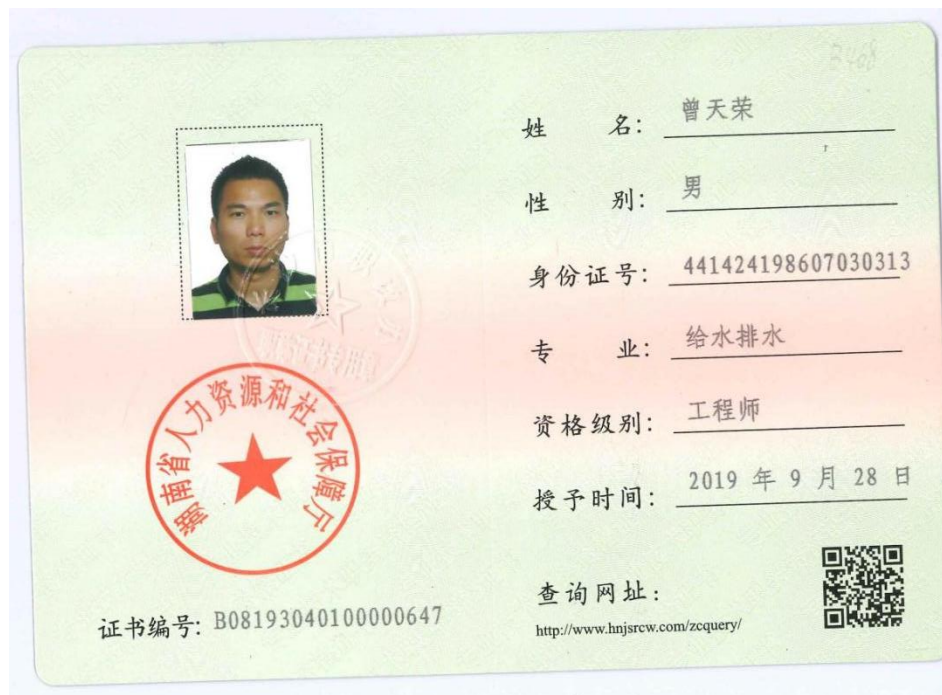 B468
姓 名: 曾天荣
性 别: 男
身份证号: 441424198607030313
专 业: 给水排水
资格级别: 工程师
授予时间: 2019 年 9 月 28 日
湖南省人力资源和社会保障厅
证书编号: B08193040100000647
查询网址:
http://www.hnjsrcw.com/zcquery/